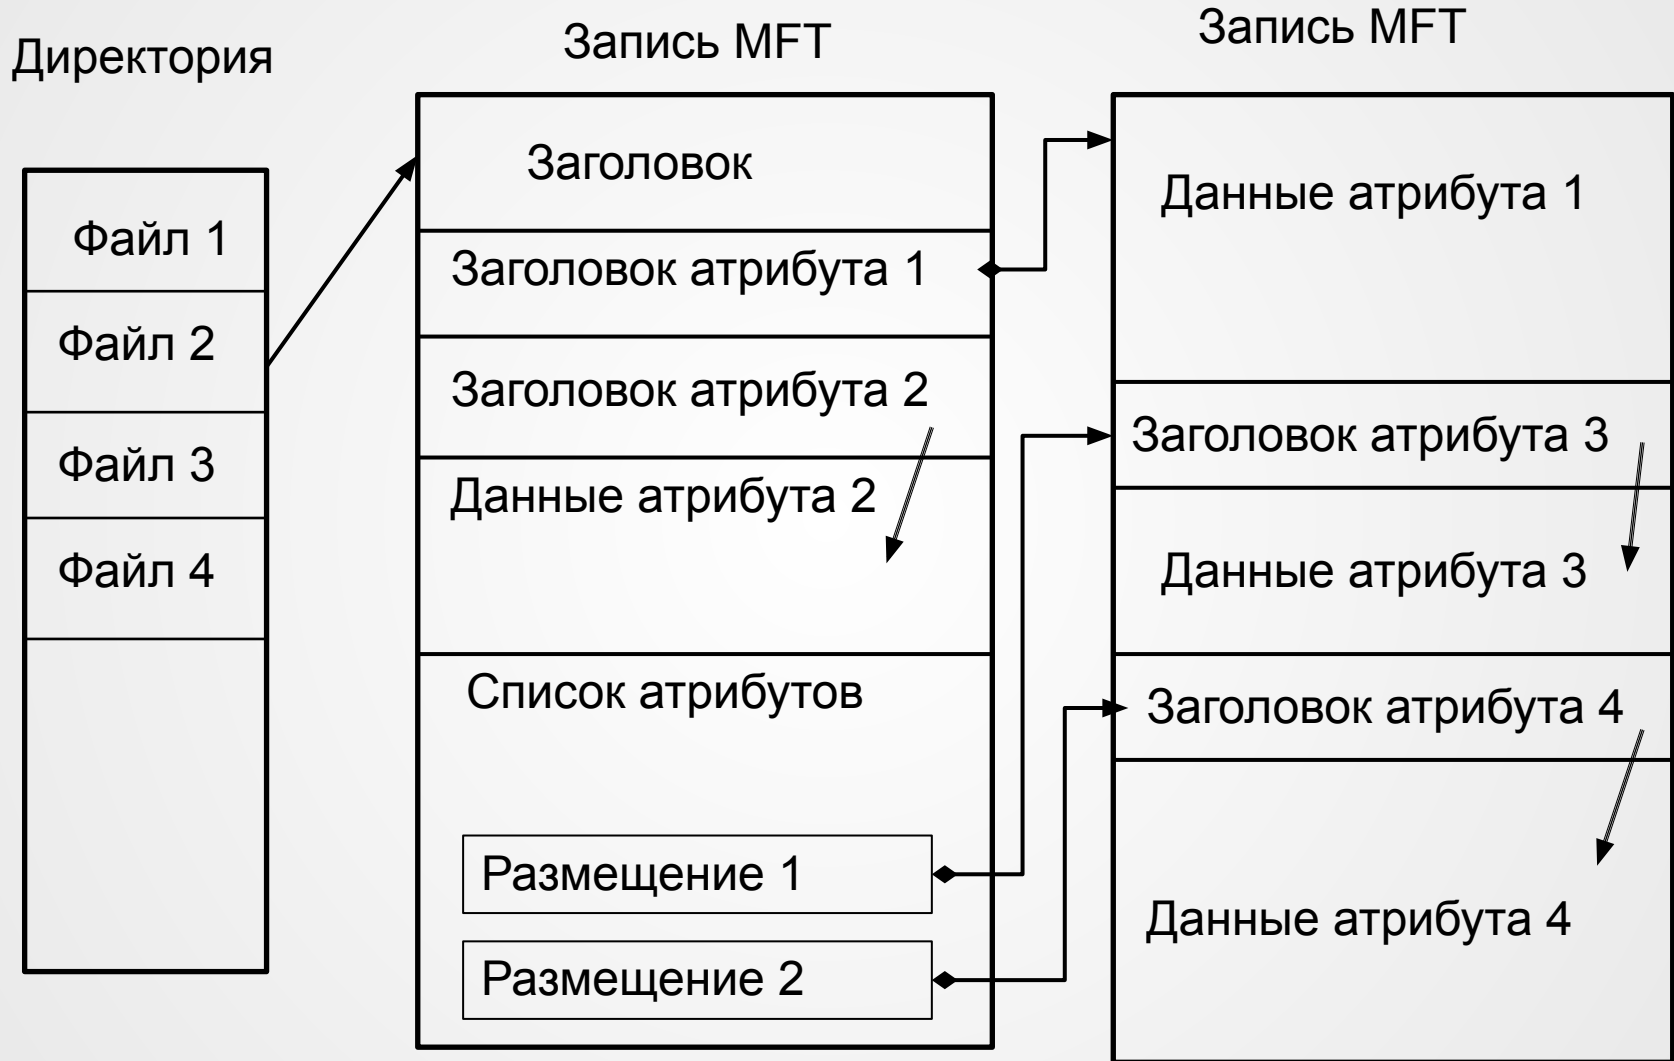 Директория
Файл 1
Файл 2
Файл 3
Файл 4
Запись MFT
Заголовок
Заголовок атрибута 1
Заголовок атрибута 2
Данные атрибута 2
Список атрибутов
Размещение 1
Размещение 2
Запись MFT
Данные атрибута 1
Заголовок атрибута 3
Данные атрибута 3
Заголовок атрибута 4
Данные атрибута 4